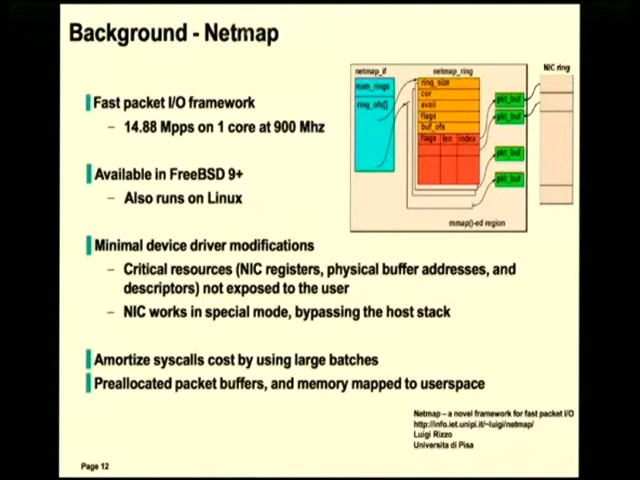 Background - Netmap
netmap_if
netmap_ring
NIC ring
num_rings
ring_ofs[]
ring_size
cur
avail
flags
buf_ofs
flags len index
pkt_buf
pkt_buf
pkt_buf
pkt_buf
mmap()-ed region
Fast packet I/O framework
– 14.88 Mpps on 1 core at 900 Mhz
Available in FreeBSD 9+
– Also runs on Linux
Minimal device driver modifications
– Critical resources (NIC registers, physical buffer addresses, and
descriptors) not exposed to the user
– NIC works in special mode, bypassing the host stack
Amortize syscalls cost by using large batches
Preallocated packet buffers, and memory mapped to userspace
Netmap – a novel framework for fast packet I/O
http://info.iet.unipi.it/~luigi/netmap/
Luigi Rizzo
Universita di Pisa
Page 12